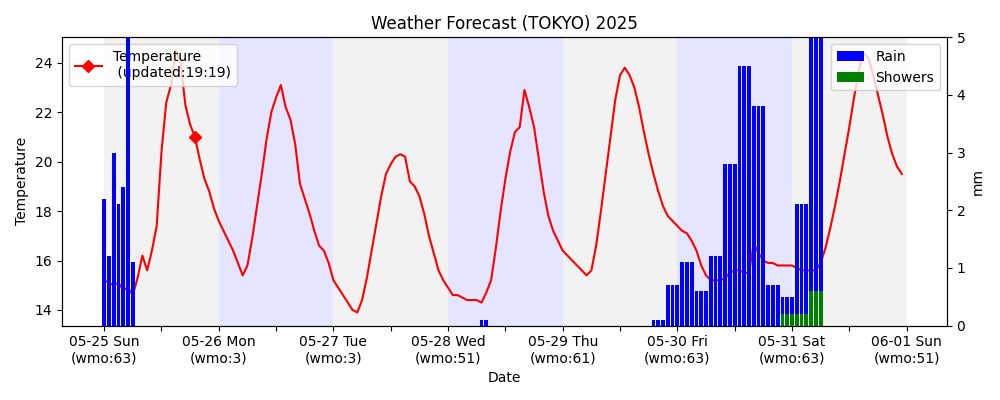 Weather Forecast (TOKYO) 2025
Temperature
(updated:19:19)
Rain
Showers
24
22
20
18
16
14
Temperature
5
4
3
2
1
0
mm
05-25 Sun 05-26 Mon 05-27 Tue 05-28 Wed 05-29 Thu 05-30 Fri 05-31 Sat 06-01 Sun
(wmo:63) (wmo:3) (wmo:3) (wmo:51) (wmo:61) (wmo:63) (wmo:63) (wmo:51)
Date